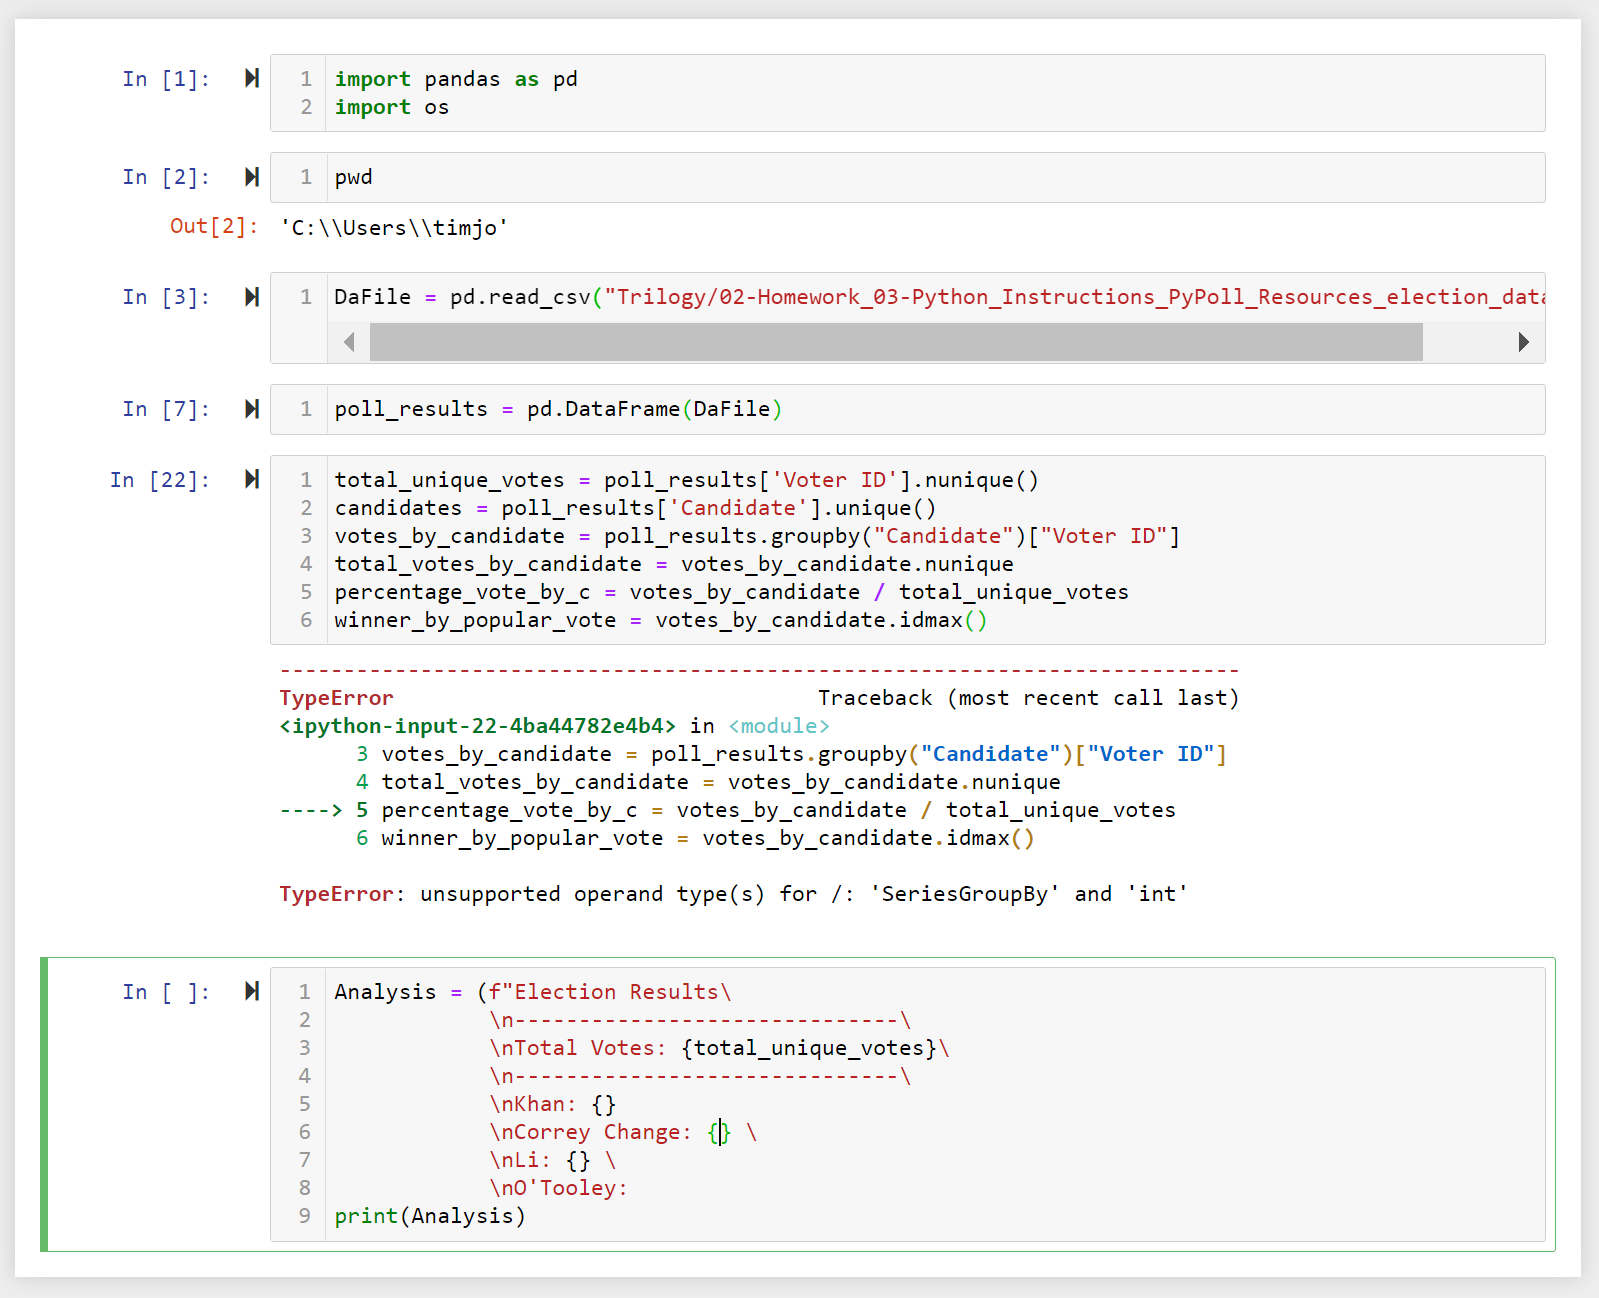 In [1]:
1 import pandas as pd
2 import os
In [2]:
1 pwd
Out[2]: 'C:\\Users\\timjo'
In [3]:
1 DaFile = pd.read_csv("Trilogy/02-Homework_03-Python_Instructions_PyPoll_Resources_election_data
In [7]:
1 poll_results = pd.DataFrame(DaFile)
In [22]:
1 total_unique_votes = poll_results['Voter ID'].nunique()
2 candidates = poll_results['Candidate'].unique()
3 votes_by_candidate = poll_results.groupby("Candidate")["Voter ID"]
4 total_votes_by_candidate = votes_by_candidate.nunique
5 percentage_vote_by_c = votes_by_candidate / total_unique_votes
6 winner_by_popular_vote = votes_by_candidate.idmax()
---------------------------------------------------------------------------
TypeError                                 Traceback (most recent call last)
<ipython-input-22-4ba44782e4b4> in <module>
      3 votes_by_candidate = poll_results.groupby("Candidate")["Voter ID"]
      4 total_votes_by_candidate = votes_by_candidate.nunique
----> 5 percentage_vote_by_c = votes_by_candidate / total_unique_votes
      6 winner_by_popular_vote = votes_by_candidate.idmax()
TypeError: unsupported operand type(s) for /: 'SeriesGroupBy' and 'int'
In [ ]:
1 Analysis = (f"Election Results\
2             \n------------------------------\
3             \nTotal Votes: {total_unique_votes}\
4             \n------------------------------\
5             \nKhan: {}
6             \nCorrey Change: {} \
7             \nLi: {} \
8             \nO'Tooley:
9 print(Analysis)